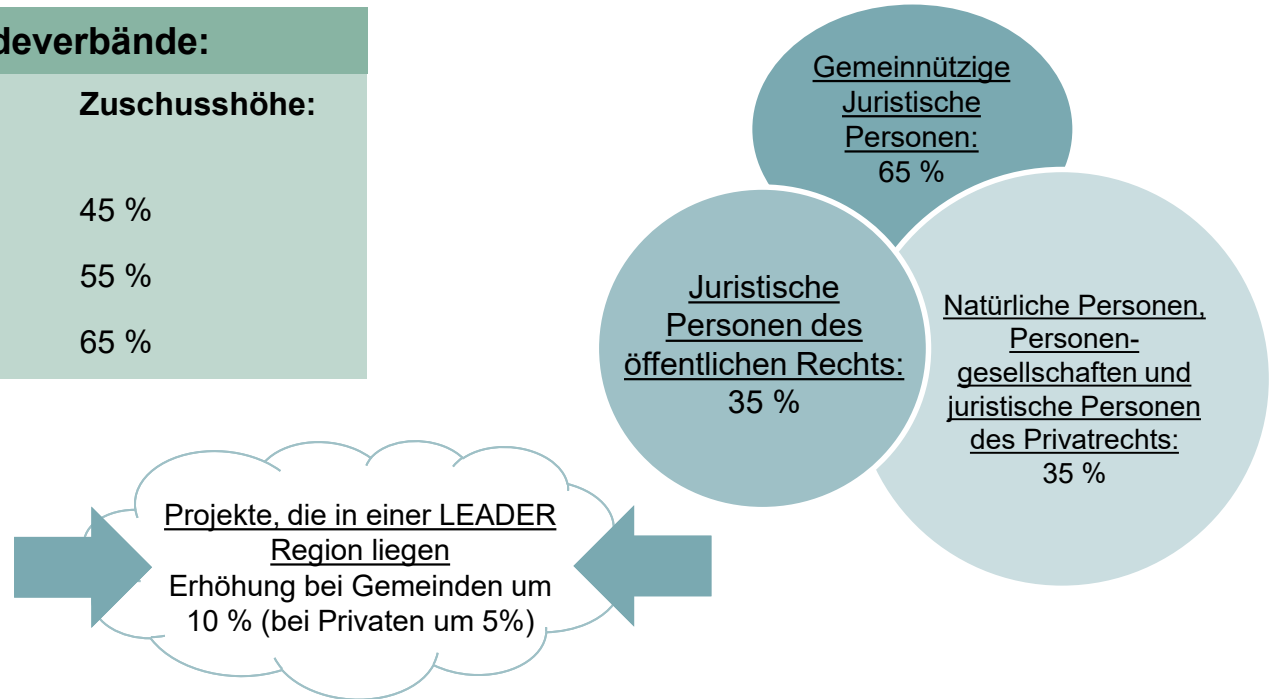 deverbände:
Zuschusshöhe:
45 %
55 %
65 %
Gemeinnützige
Juristische
Personen:
65 %
Juristische
Personen des
öffentlichen Rechts:
35 %
Natürliche Personen,
Personen-
gesellschaften und
juristische Personen
des Privatrechts:
35 %
Projekte, die in einer LEADER
Region liegen
Erhöhung bei Gemeinden um
10 % (bei Privaten um 5%)